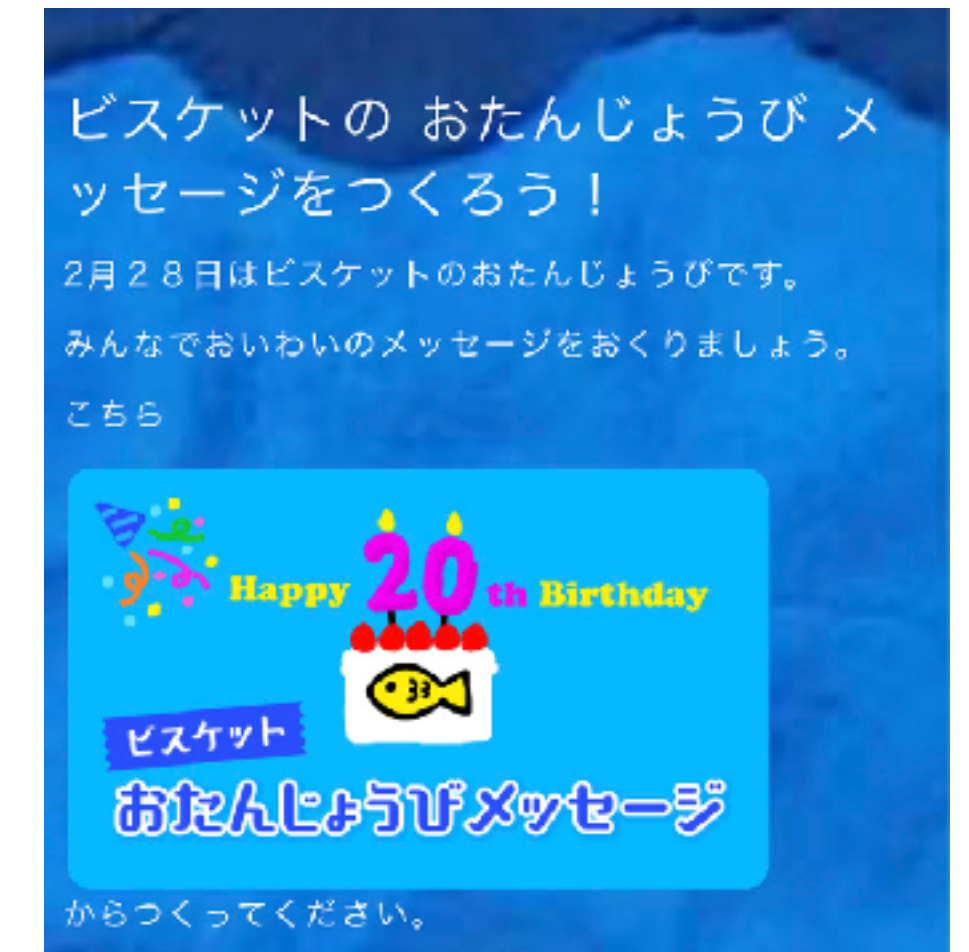 ビスケットの おたんじょうび メ
ッセージをつくろう！
2月２８日はビスケットのおたんじょうびです。
みんなでおいわいのメッセージをおくりましょう。
こちら
Happy 20th Birthday
ビスケット
おたんじょうびメッセージ
からつくってください。